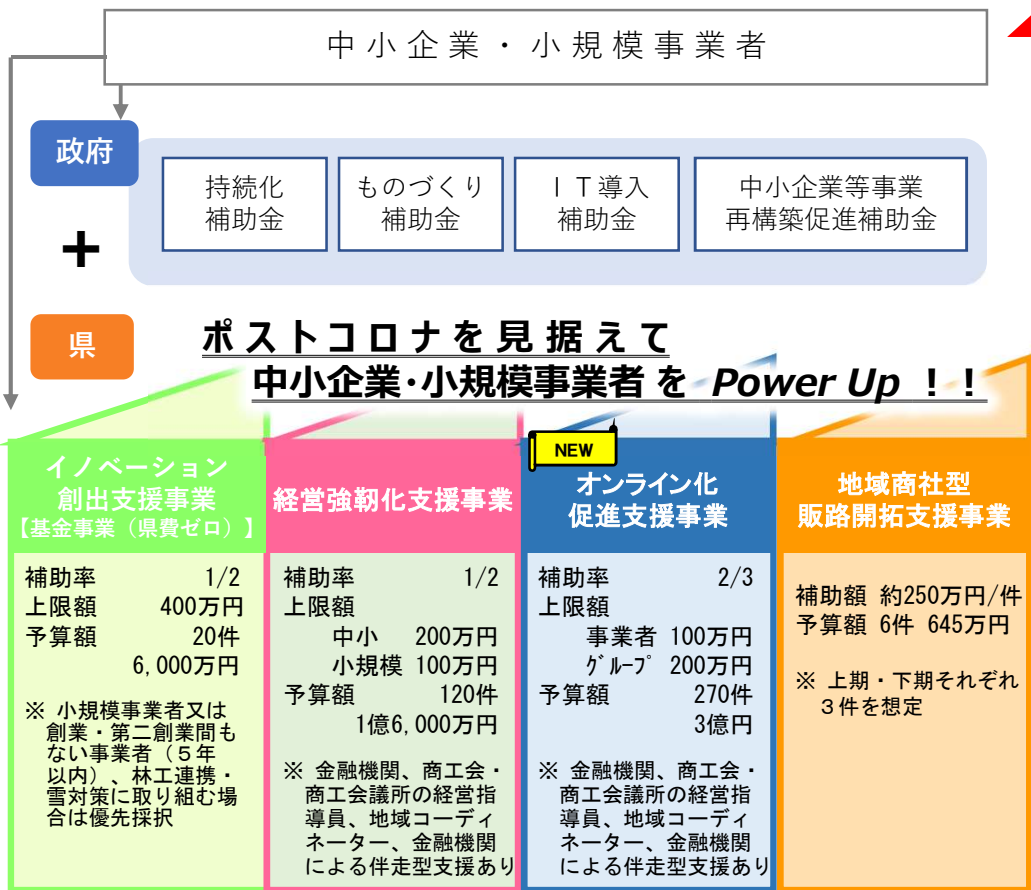 中小企業・小規模事業者
政府
持続化
補助金
ものづくり
補助金
ＩＴ導入
補助金
中小企業等事業
再構築促進補助金
+
県
ポストコロナを見据えて
中小企業・小規模事業者を Power Up ！！
イノベーション
創出支援事業
【基金事業（県費ゼロ）】
補助率 1/2
上限額 400万円
予算額 20件
6,000万円
※ 小規模事業者又は
創業・第二創業間も
ない事業者（５年
以内）、林工連携・
雪対策に取り組む場
合は優先採択
経営強靭化支援事業
補助率 1/2
上限額
中小 200万円
小規模 100万円
予算額 120件
1億6,000万円
※ 金融機関、商工会・
商工会議所の経営指
導員、地域コーディ
ネーター、金融機関
による伴走型支援あり
NEW
オンライン化
促進支援事業
補助率 2/3
上限額
事業者 100万円
ｸﾞﾙｰﾌﾟ 200万円
予算額 270件
3億円
※ 金融機関、商工会・
商工会議所の経営指
導員、地域コーディ
ネーター、金融機関
による伴走型支援あり
地域商社型
販路開拓支援事業
補助額 約250万円/件
予算額 6件 645万円
※ 上期・下期それぞれ
３件を想定